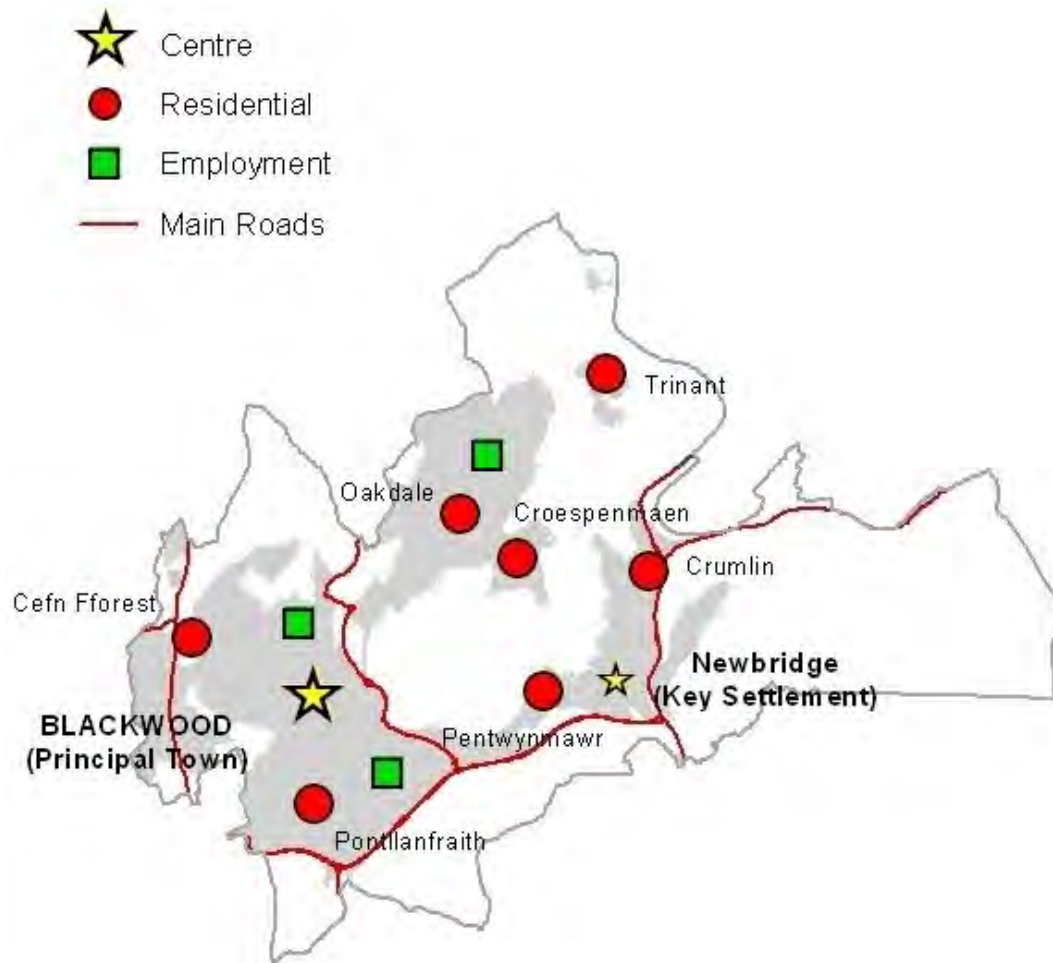 Centre
Residential
Employment
Main Roads
Trinant
Oakdale
Croespenmaen
Crumlin
Cefn Fforest
Newbridge
(Key Settlement)
BLACKWOOD
(Principal Town)
Pentwynmawr
Pontllanfraith